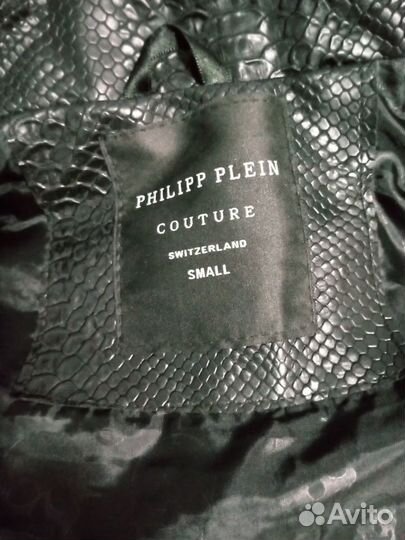 PHILIPP PLEIN
COUTURE
SWITZERLAND
SMALL
Avito